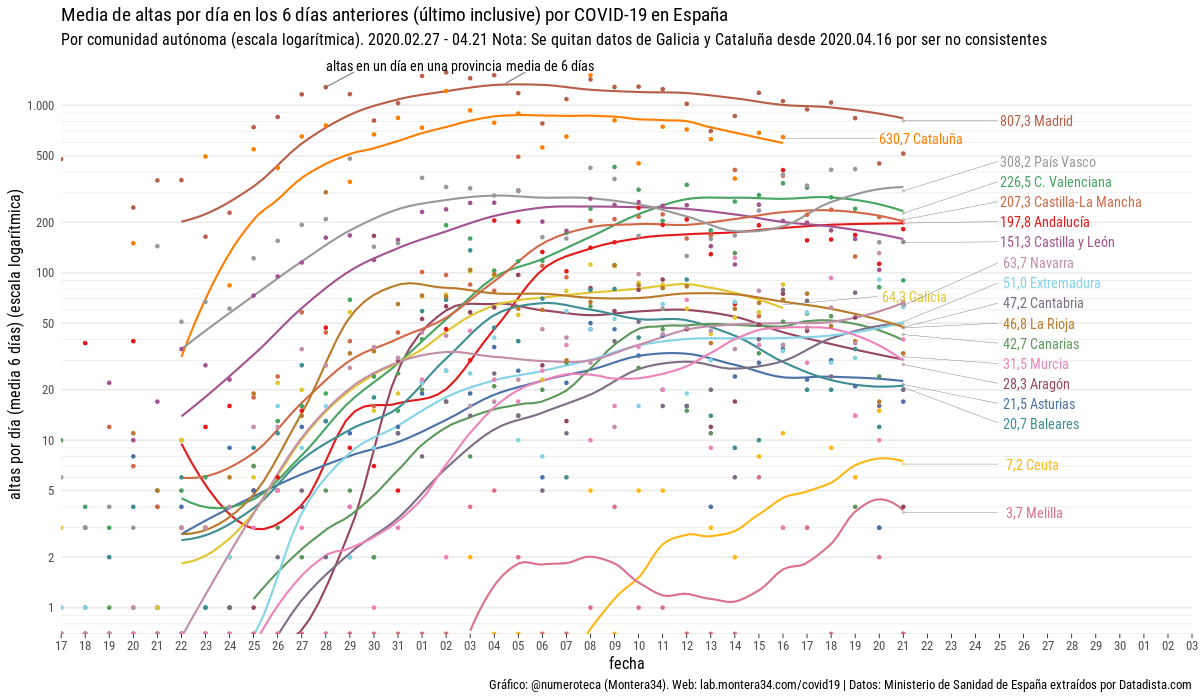 Media de altas por día en los 6 días anteriores (último inclusive) por COVID-19 en España
Por comunidad autónoma (escala logarítmica). 2020.02.27 - 04.21 Nota: Se quitan datos de Galicia y Cataluña desde 2020.04.16 por ser no consistentes
altas en un día en una provincia
media de 6 días
altas por día (media 6 días) (escala logarítmica)
1.000
500
200
100
50
20
10
5
2
1
807,3 Madrid
630,7 Cataluña
308,2 País Vasco
226,5 C. Valenciana
207,3 Castilla-La Mancha
197,8 Andalucía
151,3 Castilla y León
63,7 Navarra
51,0 Extremadura
64,3 Galicia
47,2 Cantabria
46,8 La Rioja
42,7 Canarias
31,5 Murcia
28,3 Aragón
21,5 Asturias
20,7 Baleares
7,2 Ceuta
3,7 Melilla
17 18 19 20 21 22 23 24 25 26 27 28 29 30 31 01 02 03 04 05 06 07 08 09 10 11 12 13 14 15 16 17 18 19 20 21 22 23 24 25 26 27 28 29 30 01 02 03
fecha
Gráfico: @numeroteca (Montera34). Web: lab.montera34.com/covid19 | Datos: Ministerio de Sanidad de España extraídos por Datadista.com